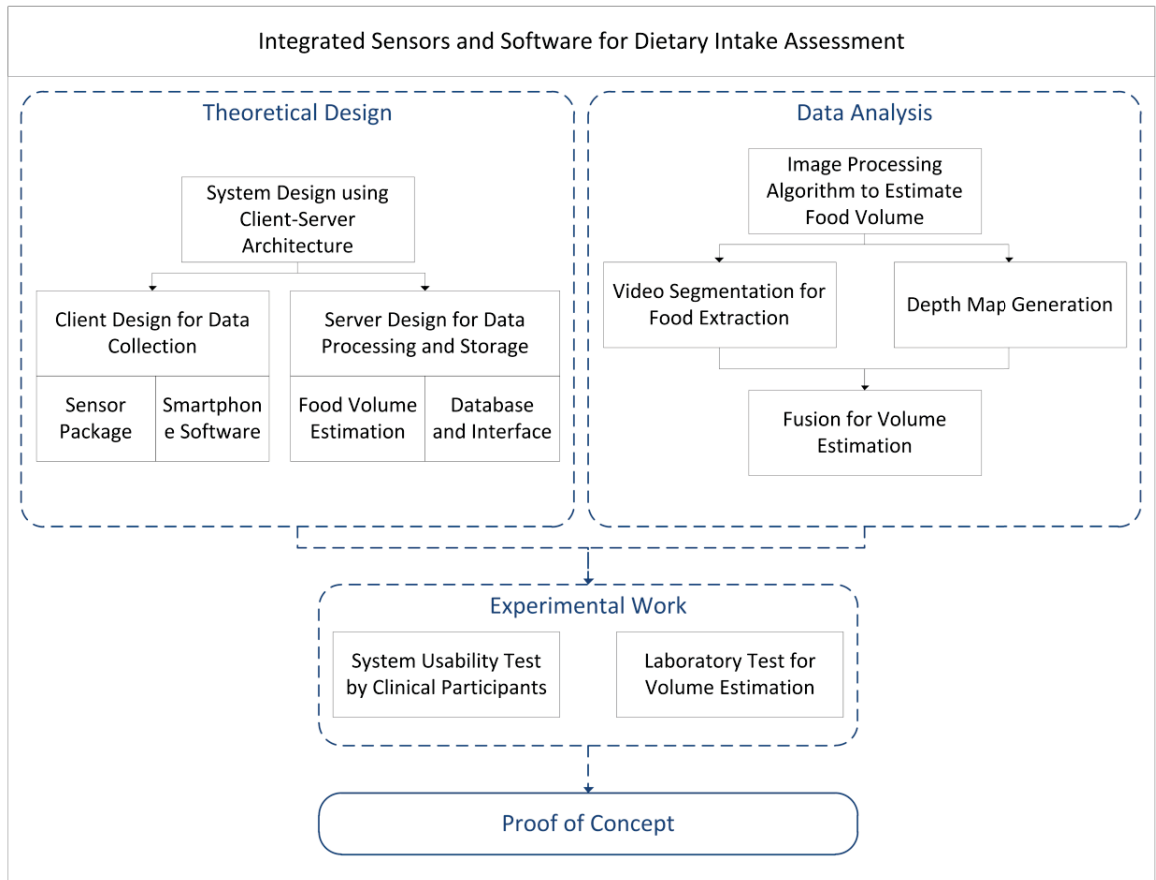 Integrated Sensors and Software for Dietary Intake Assessment
Theoretical Design
System Design using
Client-Server
Architecture
Client Design for Data
Collection
Sensor
Package
Smartphon
e Software
Server Design for Data
Processing and Storage
Food Volume
Estimation
Database
and Interface
Data Analysis
Image Processing
Algorithm to Estimate
Food Volume
Video Segmentation for
Food Extraction
Depth Map Generation
Fusion for Volume
Estimation
Experimental Work
System Usability Test
by Clinical Participants
Laboratory Test for
Volume Estimation
Proof of Concept